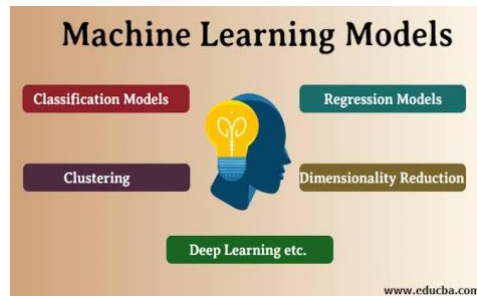 Machine Learning Models
Classification Models
Regression Models
Clustering
Dimensionality Reduction
Deep Learning etc.
www.educba.com